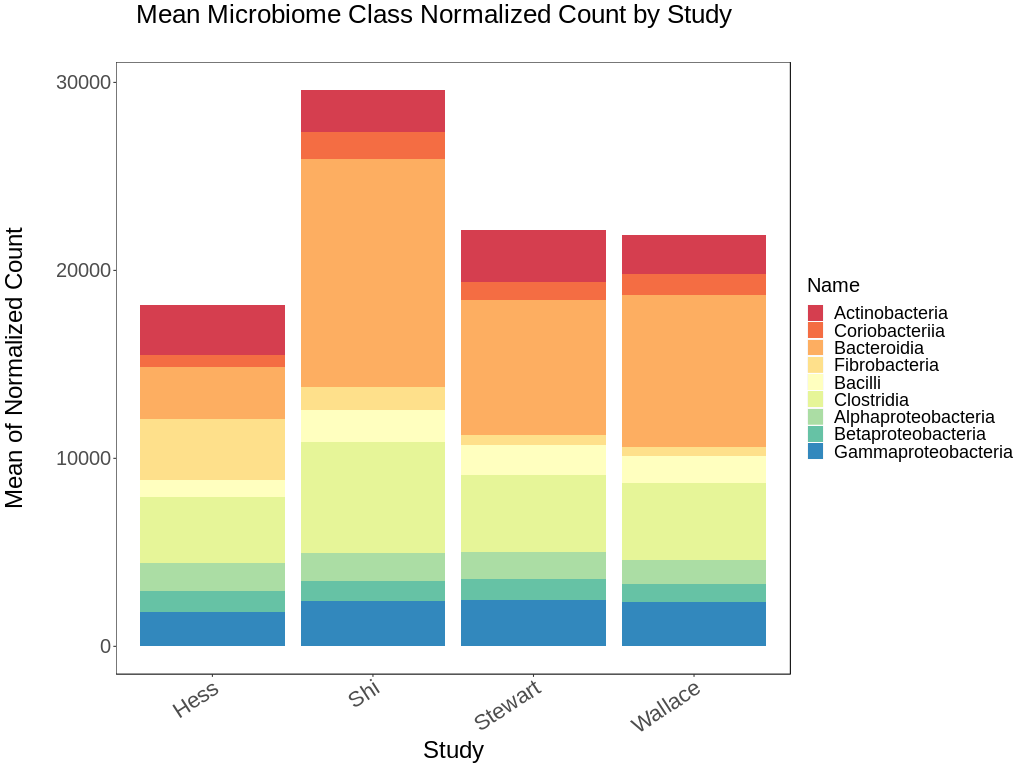 Mean Microbiome Class Normalized Count by Study
Mean of Normalized Count
30000
20000
10000
0
Hess
Shi
Stewart
Wallace
Study
Name
Actinobacteria
Coriobacteriia
Bacteroidia
Fibrobacteria
Bacilli
Clostridia
Alphaproteobacteria
Betaproteobacteria
Gammaproteobacteria